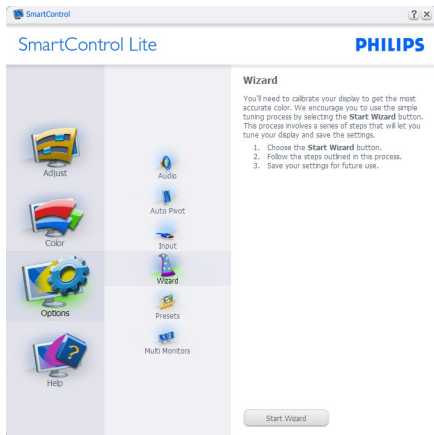 SmartControl
? X
SmartControl Lite
PHILIPS
Adjust
Color
Options
Help
Audio
Auto Pivot
Input
Wizard
Presets
1 2
Multi Monitors
Wizard
You'll need to calibrate your display to get the most
accurate color. We encourage you to use the simple
tuning process by selecting the Start Wizard button.
This process involves a series of steps that will let you
tune your display and save the settings.
1. Choose the Start Wizard button.
2. Follow the steps outlined in this process.
3. Save your settings for future use.
Start Wizard